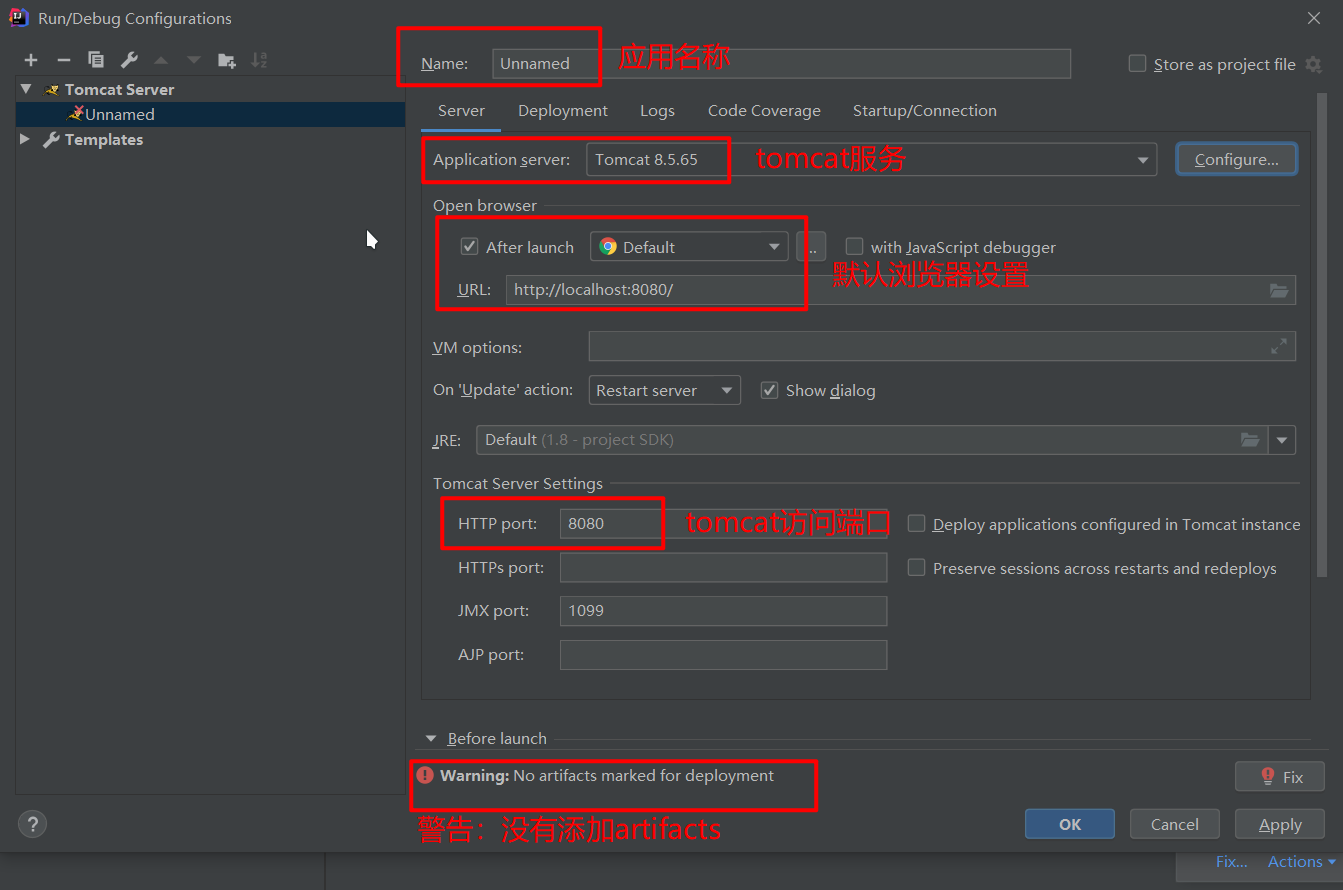 Run/Debug Configurations
Tomcat Server
Unnamed
Templates
Name: Unnamed 应用名称
Store as project file
Server Deployment Logs Code Coverage Startup/Connection
Application server: Tomcat 8.5.65 tomcat服务 Configure...
Open browser
After launch Default .. with JavaScript debugger
默认浏览器设置
URL: http://localhost:8080/
VM options:
On 'Update' action: Restart server Show dialog
JRE: Default (1.8 - project SDK)
Tomcat Server Settings
HTTP port: 8080 tomcat访问端口 Deploy applications configured in Tomcat instance
HTTPs port: Preserve sessions across restarts and redeploys
JMX port: 1099
AJP port:
Before launch
Warning: No artifacts marked for deployment Fix
警告：没有添加artifacts
? OK Cancel Apply
Fix... Actions